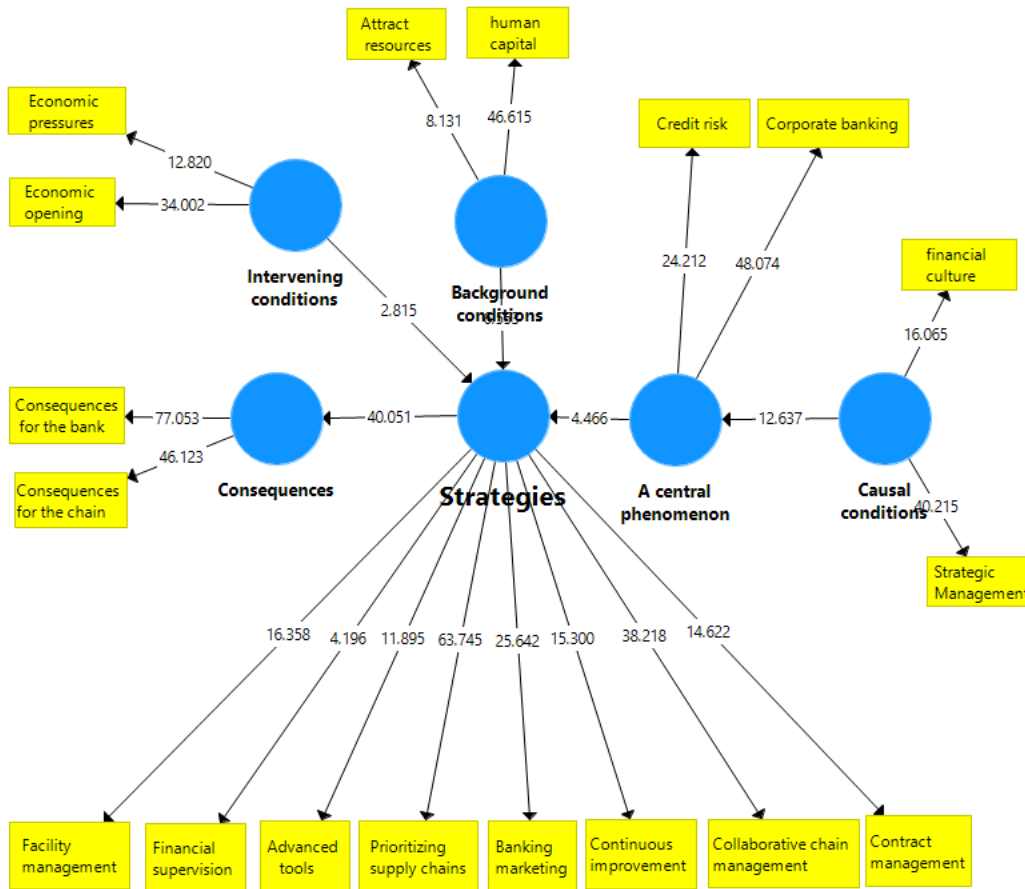 Attract
resources
human
capital
Economic
pressures
8.131
46.615
Credit risk
Corporate banking
12.820
Economic
opening
34.002
financial
culture
24.212
48.074
Intervening
conditions
Background
conditions
2.815
16.065
Consequences
for the bank
77.053
40.051
4.466
12.637
46.123
Consequences
for the chain
Consequences
Strategies
A central
phenomenon
Causal
conditions
40.215
Strategic
Management
16.358
4.196
11.895
63.745
25.642
15.300
38.218
14.622
Facility
management
Financial
supervision
Advanced
tools
Prioritizing
supply chains
Banking
marketing
Continuous
improvement
Collaborative chain
management
Contract
management